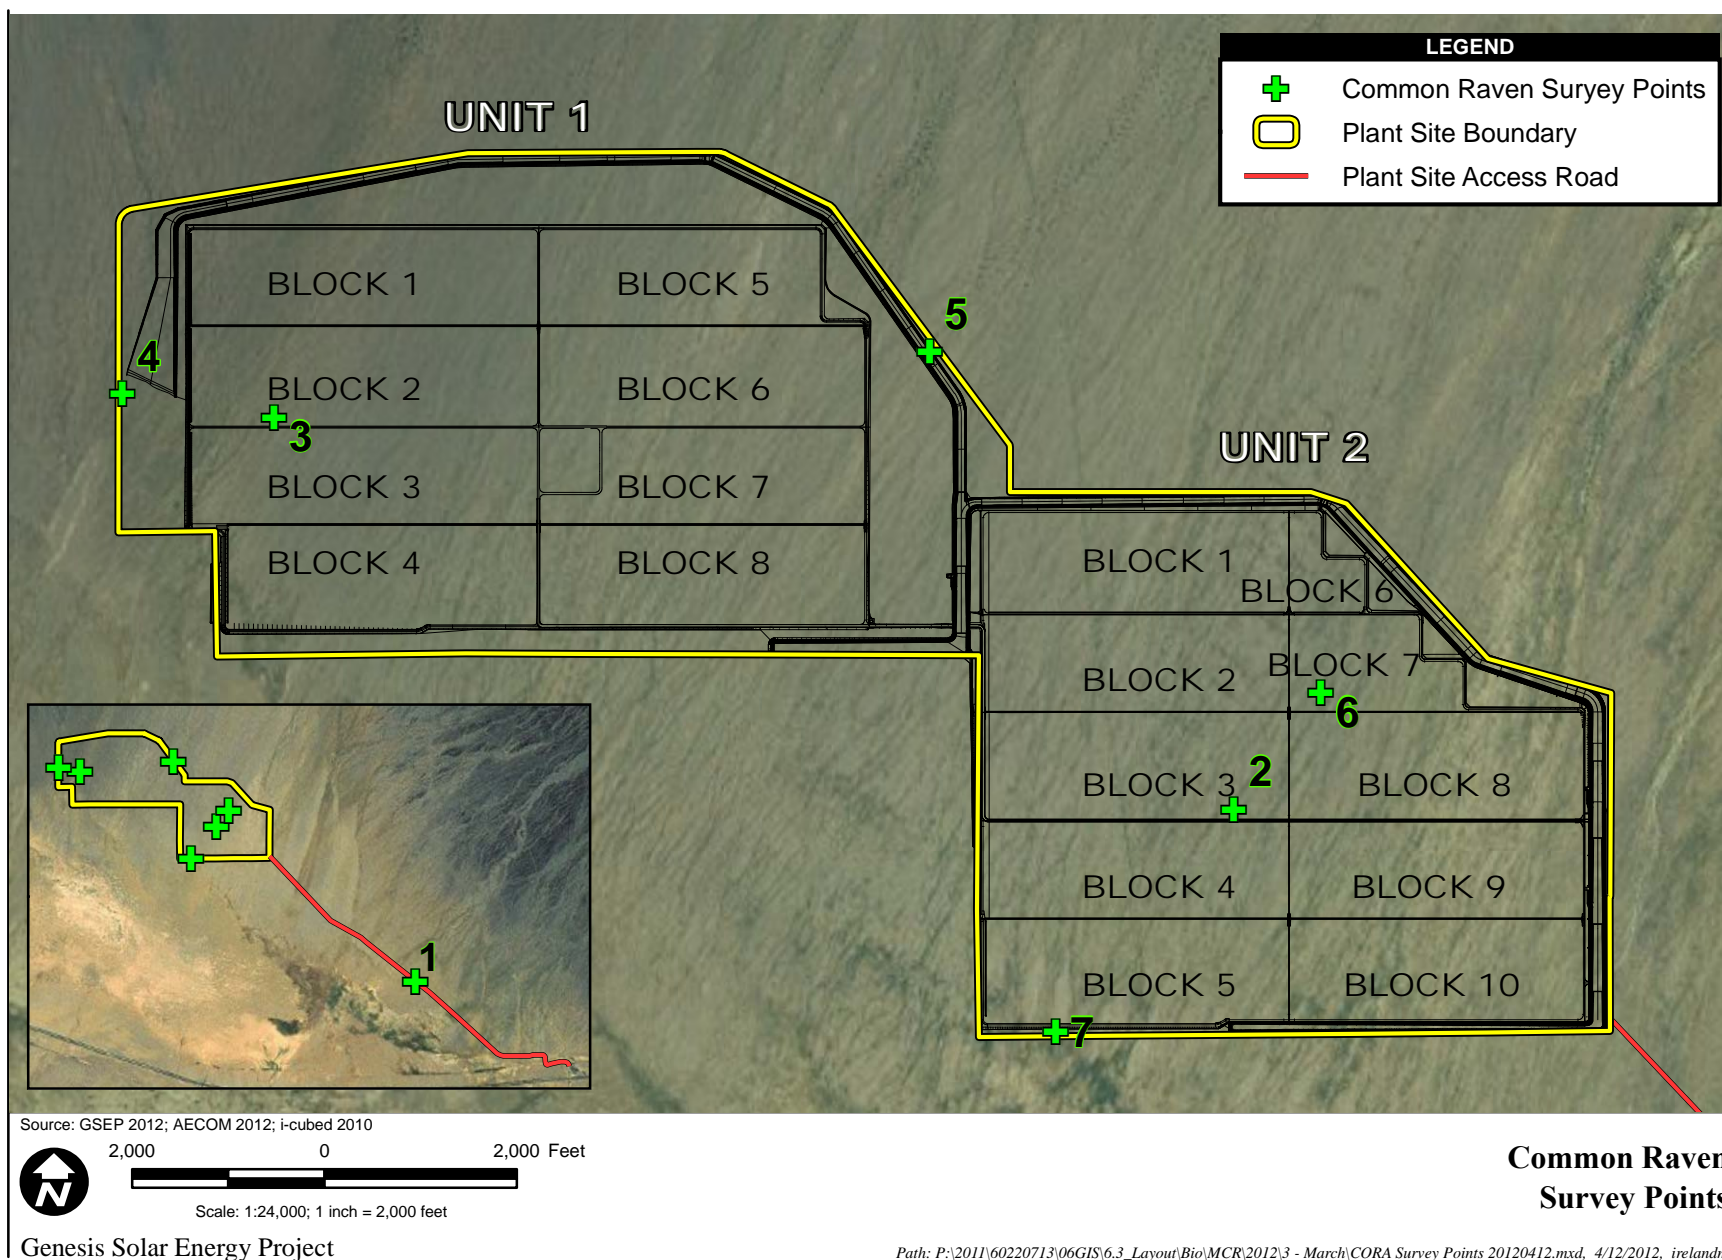 LEGEND
Common Raven Suryey Points
Plant Site Boundary
Plant Site Access Road
UNIT 1
BLOCK 1
BLOCK 5
5
4
BLOCK 2
BLOCK 6
3
BLOCK 3
BLOCK 7
BLOCK 4
BLOCK 8
UNIT 2
BLOCK 1
BLOCK 6
BLOCK 2
BLOCK 7
6
BLOCK 3
2
BLOCK 8
BLOCK 4
BLOCK 9
BLOCK 5
BLOCK 10
7
1
Source: GSEP 2012; AECOM 2012; i-cubed 2010
2,000 0 2,000 Feet
N
Scale: 1:24,000; 1 inch = 2,000 feet
Genesis Solar Energy Project
Common Raven
Survey Points
Path: P:\2011\60220713\06GIS\6.3_Layout\Bio\MCR\2012\3 - March\CORA Survey Points 20120412.mxd, 4/12/2012, irelandn